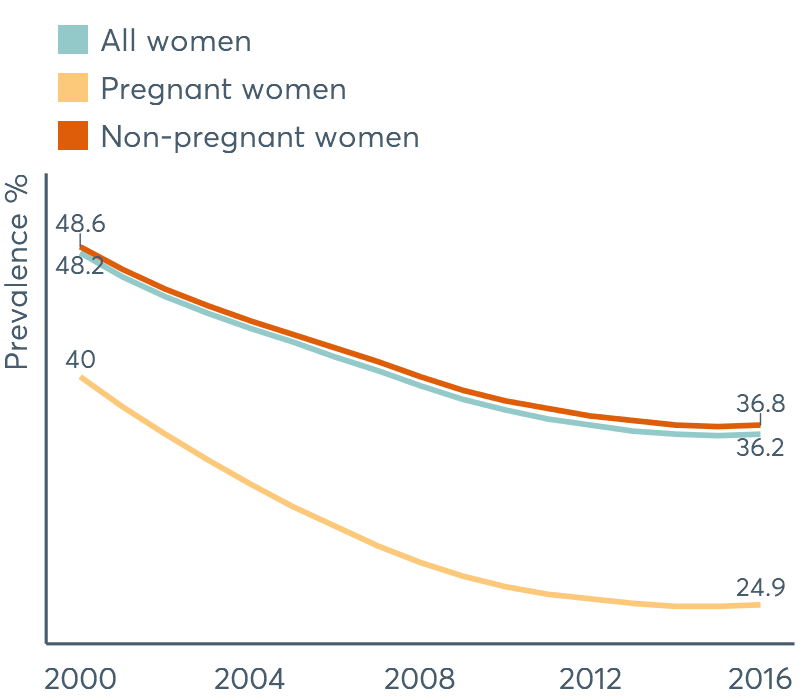 All women
Pregnant women
Non-pregnant women
Prevalence %
48.6
48.2
40
36.8
36.2
24.9
2000 2004 2008 2012 2016